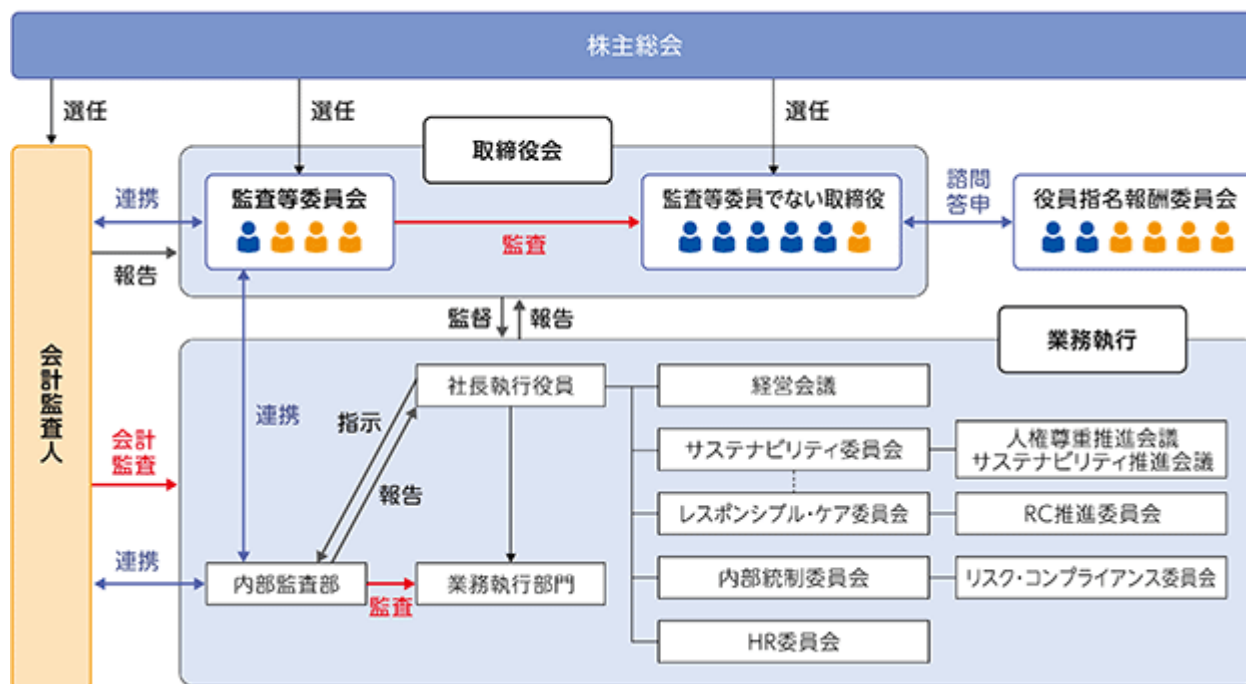 株主総会
選任
選任
選任
取締役会
連携
監査等委員会
監査
監査等委員でない取締役
諮問
答申
役員指名報酬委員会
報告
監督
報告
業務執行
会計監査人
社長執行役員
経営会議
指示
連携
サステナビリティ委員会
人権尊重推進会議
サステナビリティ推進会議
会計
監査
報告
レスポンシブル・ケア委員会
RC推進委員会
連携
内部監査部
監査
業務執行部門
内部統制委員会
リスク・コンプライアンス委員会
HR委員会